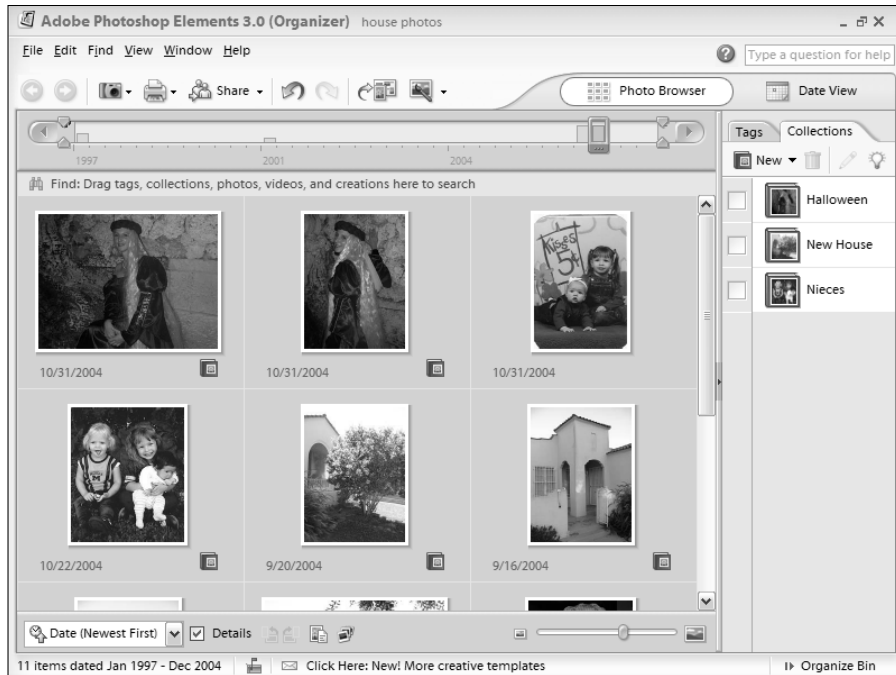 Adobe Photoshop Elements 3.0 (Organizer) house photos
File Edit Find View Window Help
Type a question for help
Share
Photo Browser
Date View
1997 2001 2004
Tags Collections
New
Find: Drag tags, collections, photos, videos, and creations here to search
Halloween
New House
Nieces
Kisses
5¢
10/31/2004 10/31/2004 10/31/2004
10/22/2004 9/20/2004 9/16/2004
Date (Newest First) Details
11 items dated Jan 1997 - Dec 2004 Click Here: New! More creative templates Organize Bin